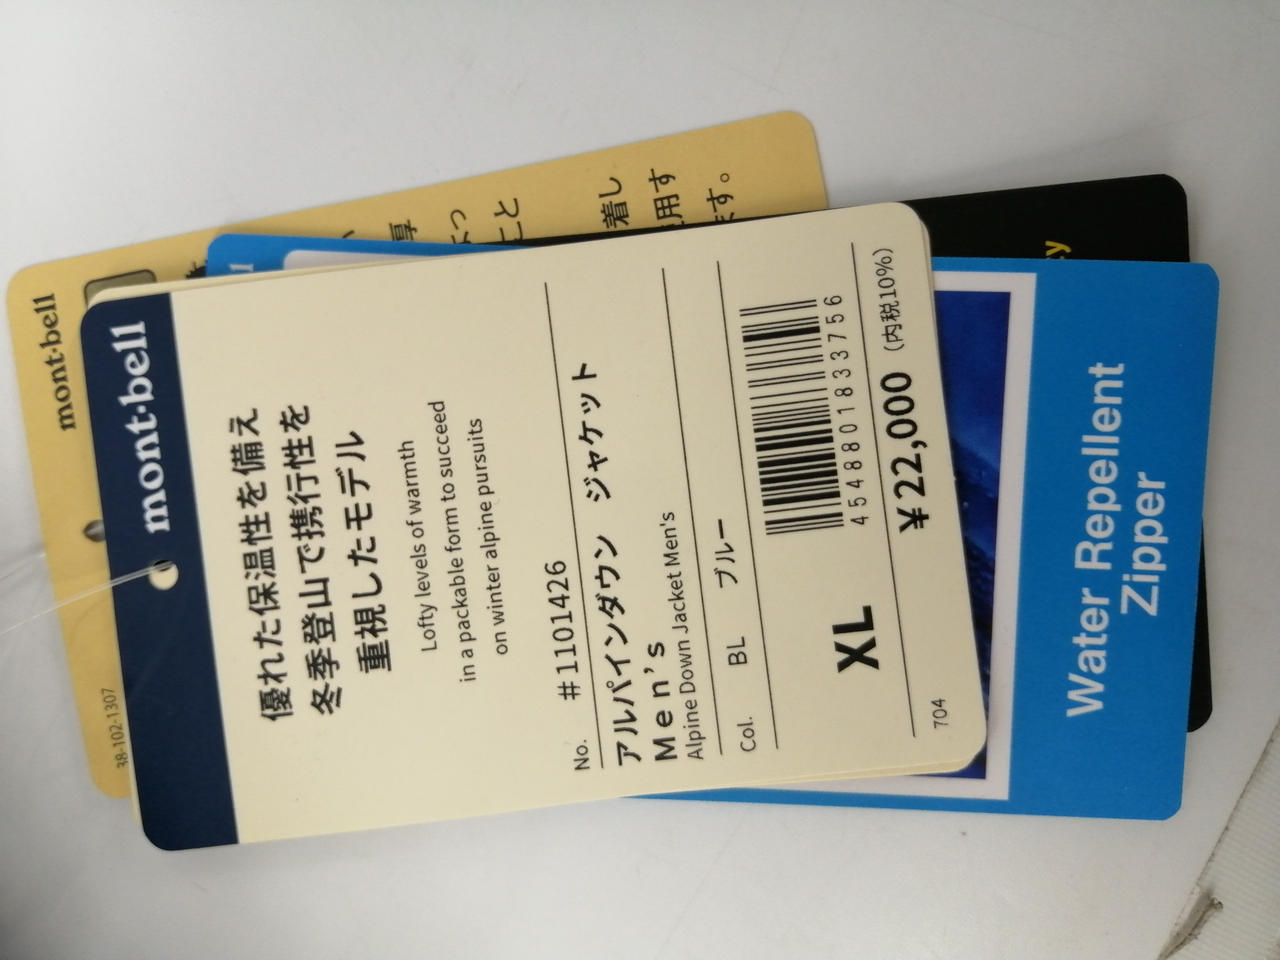 mont·bell
優れた保温性を備え
冬季登山で携行性を
重視したモデル
Lofty levels of warmth
in a packable form to succeed
on winter alpine pursuits
No. #1101426
アルパインダウン ジャケット
Men's
Alpine Down Jacket Men's
Col. BL ブルー
XL
4548801833756
¥22,000 (内税10%)
704
mont·bell
38-102-1307
Water Repellent
Zipper